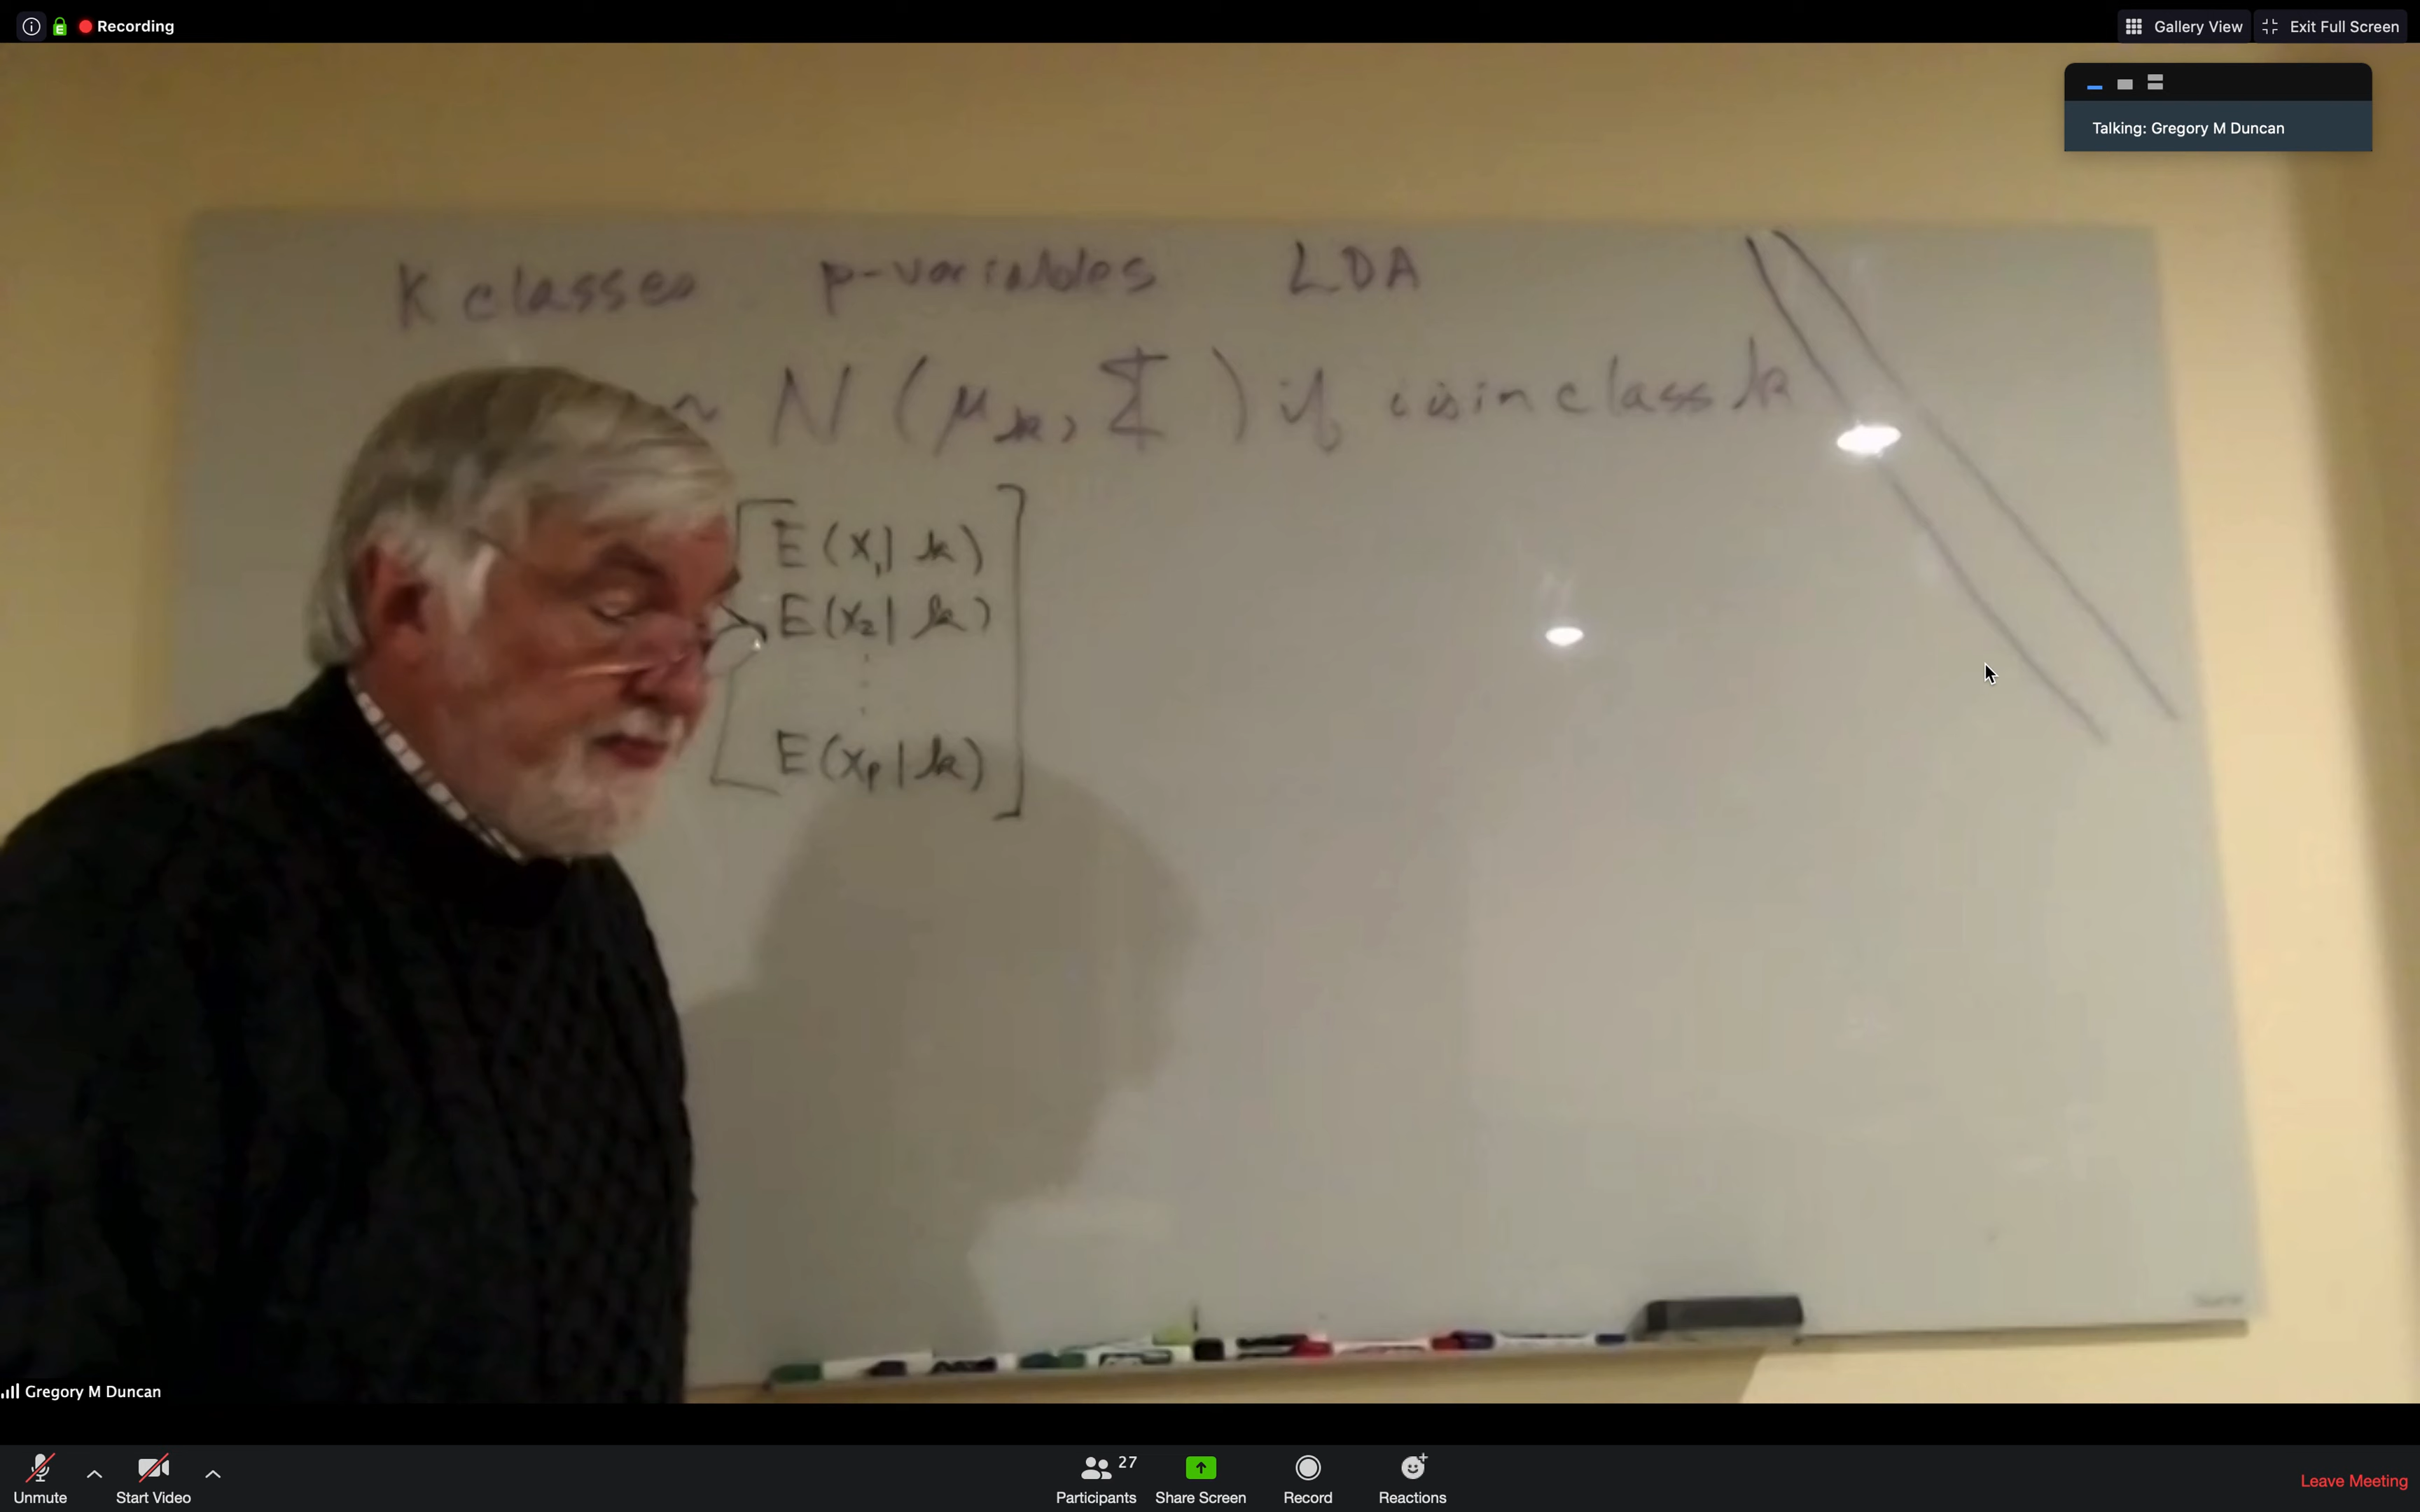 Recording
Gallery View
Exit Full Screen
Talking: Gregory M Duncan
K classes p-variables LDA
~ N ( μk, Σ ) if i is in class k
E(x1| k)
E(x2| k)
E(xp| k)
Gregory M Duncan
Unmute
Start Video
Participants 27
Share Screen
Record
Reactions
Leave Meeting